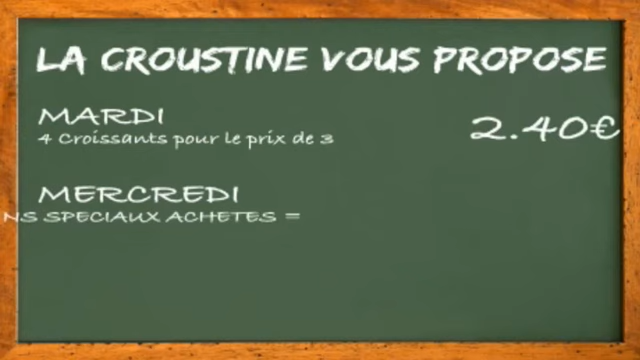 LA CROUSTINE VOUS PROPOSE
MARDI
4 Croissants pour le prix de 3
2.40€
MERCREDI
NS SPECIAUX ACHETES =